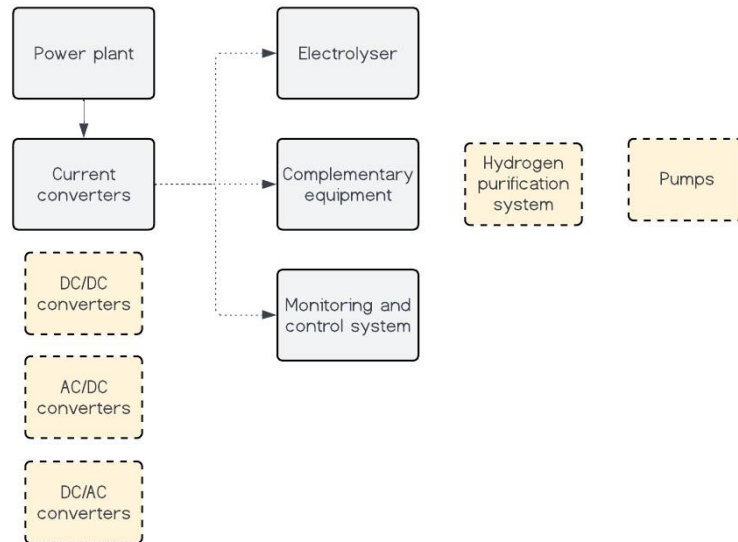 Power plant
Electrolyser
Current
converters
Complementary
equipment
Hydrogen
purification
system
Pumps
DC/DC
converters
Monitoring and
control system
AC/DC
converters
DC/AC
converters